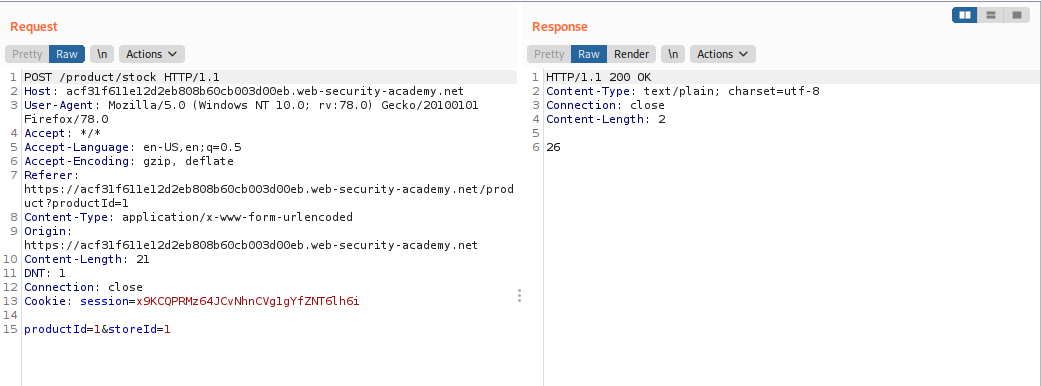 Request
Pretty Raw \n Actions
1 POST /product/stock HTTP/1.1
2 Host: acf31f611e12d2eb808b60cb003d00eb.web-security-academy.net
3 User-Agent: Mozilla/5.0 (Windows NT 10.0; rv:78.0) Gecko/20100101
Firefox/78.0
4 Accept: */*
5 Accept-Language: en-US,en;q=0.5
6 Accept-Encoding: gzip, deflate
7 Referer:
https://acf31f611e12d2eb808b60cb003d00eb.web-security-academy.net/prod
uct?productId=1
8 Content-Type: application/x-www-form-urlencoded
9 Origin:
https://acf31f611e12d2eb808b60cb003d00eb.web-security-academy.net
10 Content-Length: 21
11 DNT: 1
12 Connection: close
13 Cookie: session=x9KCQPRMz64JCvNhnCVg1gYfZNT6lh6i
14
15 productId=1&storeId=1
Response
Pretty Raw Render \n Actions
1 HTTP/1.1 200 OK
2 Content-Type: text/plain; charset=utf-8
3 Connection: close
4 Content-Length: 2
5
6 26